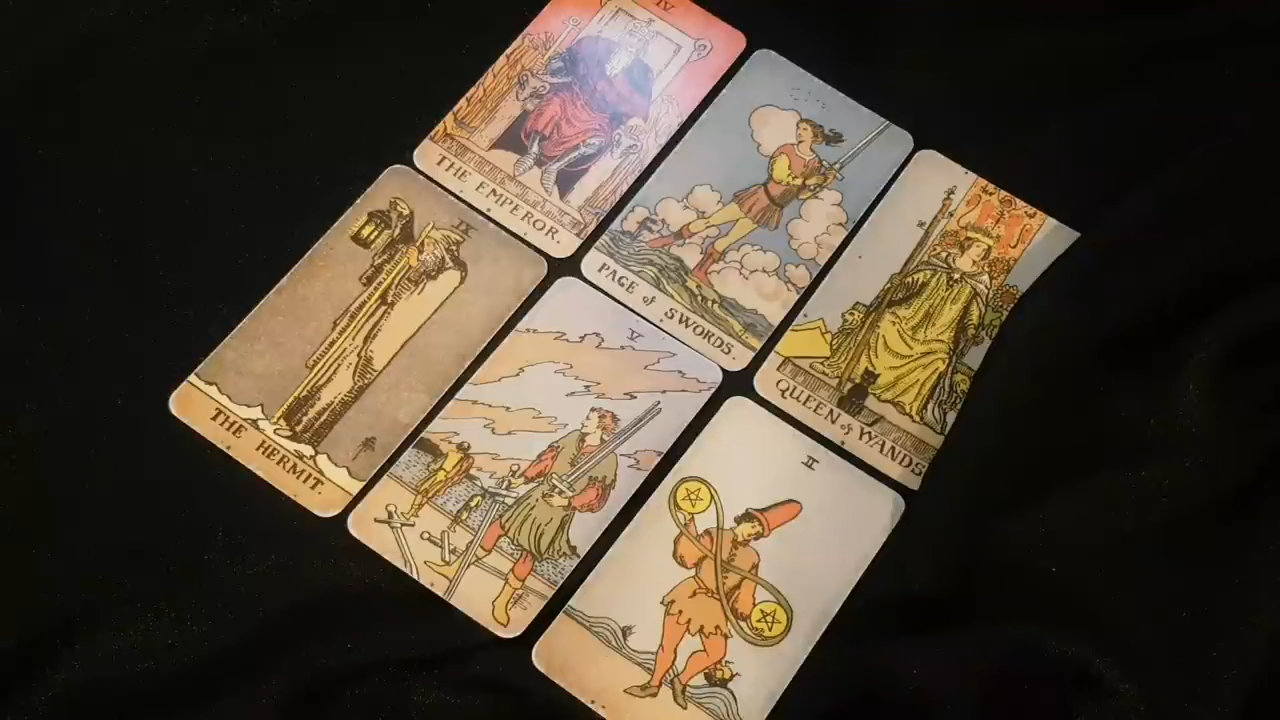 IV
THE EMPEROR.
PAGE of SWORDS.
QUEEN of WANDS
IX
THE HERMIT.
V
II